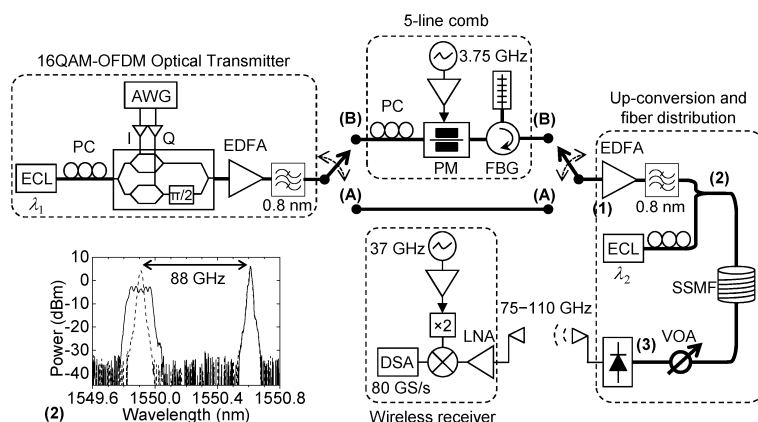 5-line comb
16QAM-OFDM Optical Transmitter
AWG
I
Q
PC
EDFA
ECL
λ1
π/2
0.8 nm
(B)
3.75 GHz
PC
PM
FBG
(B)
(A)
(A)
Up-conversion and
fiber distribution
EDFA
(1)
0.8 nm
(2)
ECL
λ2
SSMF
VOA
(3)
37 GHz
×2
LNA
75−110 GHz
DSA
80 GS/s
Wireless receiver
Power (dBm)
10
0
-10
-20
-30
-40
88 GHz
1549.6
1550.0
1550.4
1550.8
Wavelength (nm)
(2)